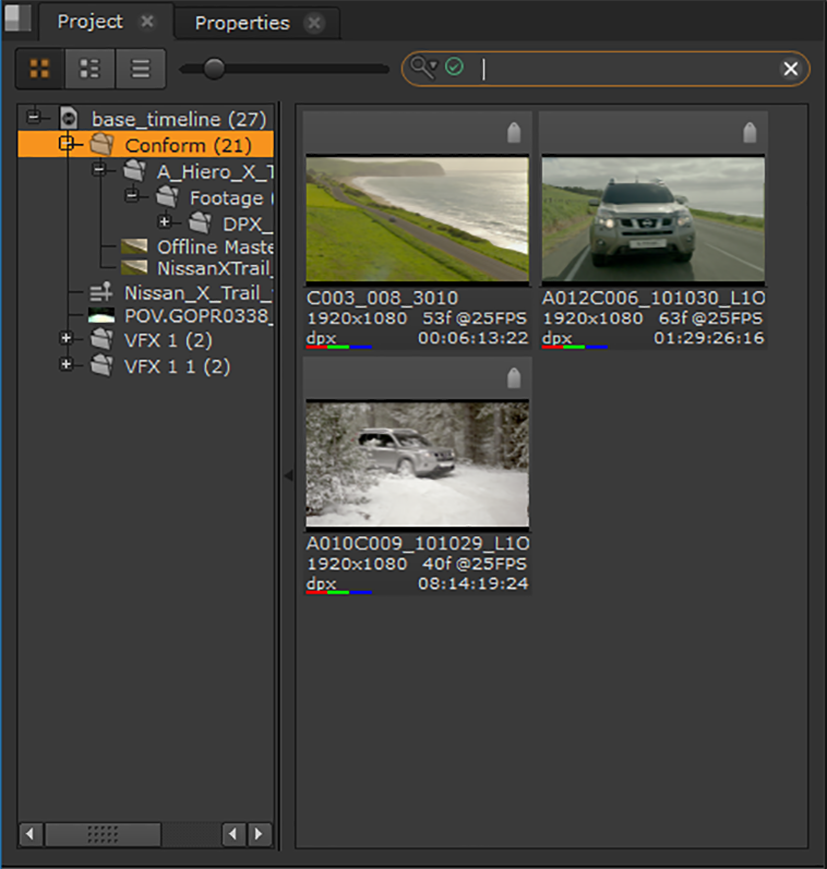 Project
Properties
base_timeline (27)
Conform (21)
A_Hiero_X_T
Footage (
DPX_
Offline Maste
NissanXTrail_
Nissan_X_Trail_
POV.GOPR0338_
VFX 1 (2)
VFX 1 1 (2)
C003_008_3010
1920x1080 53f@25FPS
dpx 00:06:13:22
A012C006_101030_L1O
1920x1080 63f@25FPS
dpx 01:29:26:16
A010C009_101029_L1O
1920x1080 40f@25FPS
dpx 08:14:19:24